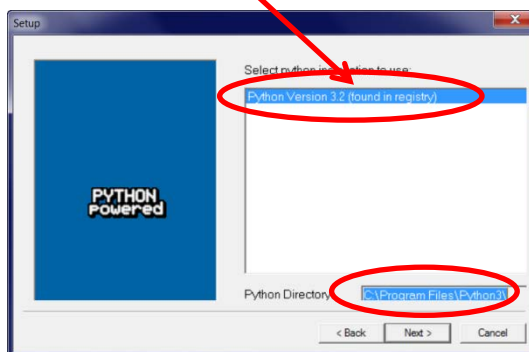 Setup
Select python installation to use:
Python Version 3.2 (found in registry)
PYTHON
powered
Python Directory
C:\Program Files\Python3\
< Back
Next >
Cancel